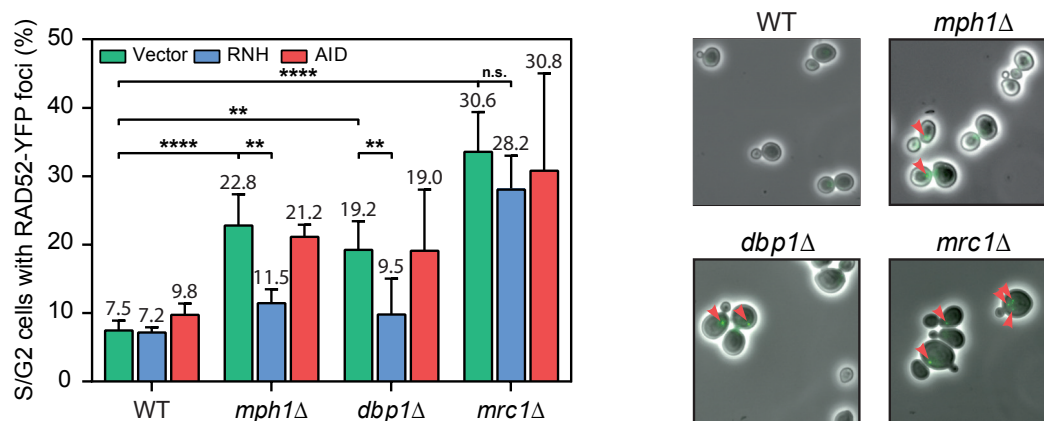 S/G2 cells with RAD52-YFP foci (%)
50
40
30
20
10
0
Vector RNH AID
**** n.s.
**
**** ** **
7.5 7.2 9.8
22.8 11.5 21.2
19.2 9.5 19.0
30.6 28.2 30.8
WT mph1Δ dbp1Δ mrc1Δ
WT mph1Δ
dbp1Δ mrc1Δ